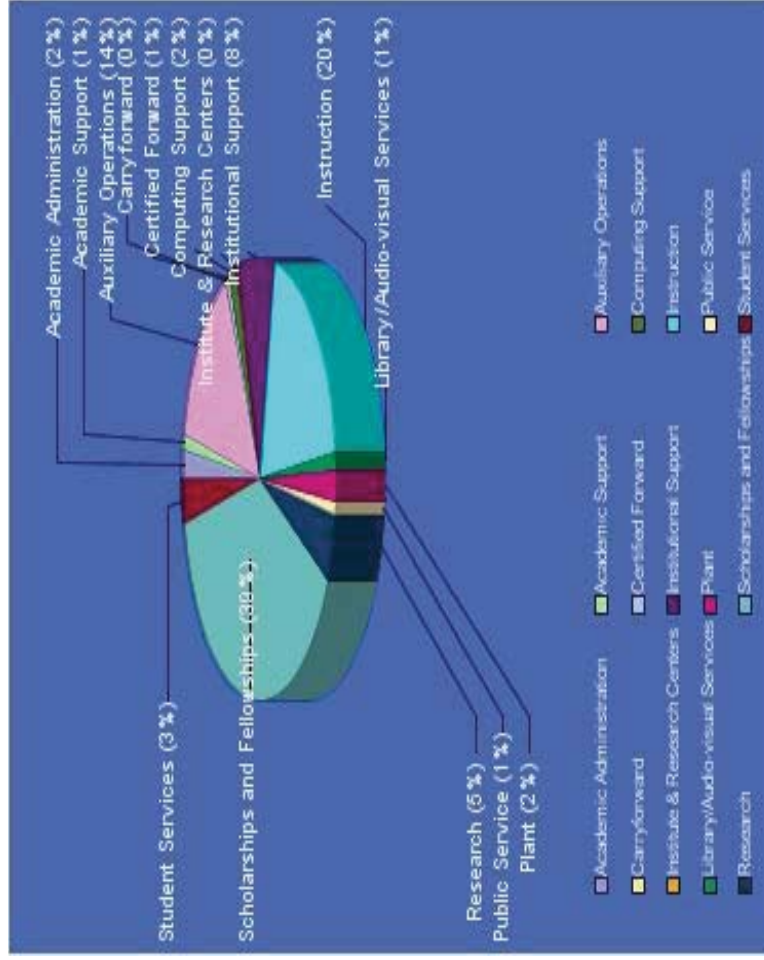 Academic Administration (2%)
Academic Support (1%)
Auxiliary Operations (14%)
Carryforward (0%)
Certified Forward (1%)
Computing Support (2%)
Institute & Research Centers (0%)
Institutional Support (8%)
Instruction (20%)
Library/Audio-visual Services (1%)
Student Services (3%)
Scholarships and Fellowships (30%)
Research (5%)
Public Service (1%)
Plant (2%)
Academic Administration
Academic Support
Auxiliary Operations
Carryforward
Certified Forward
Computing Support
Institute & Research Centers
Institutional Support
Instruction
Library/Audio-visual Services
Plant
Public Service
Research
Scholarships and Fellowships
Student Services